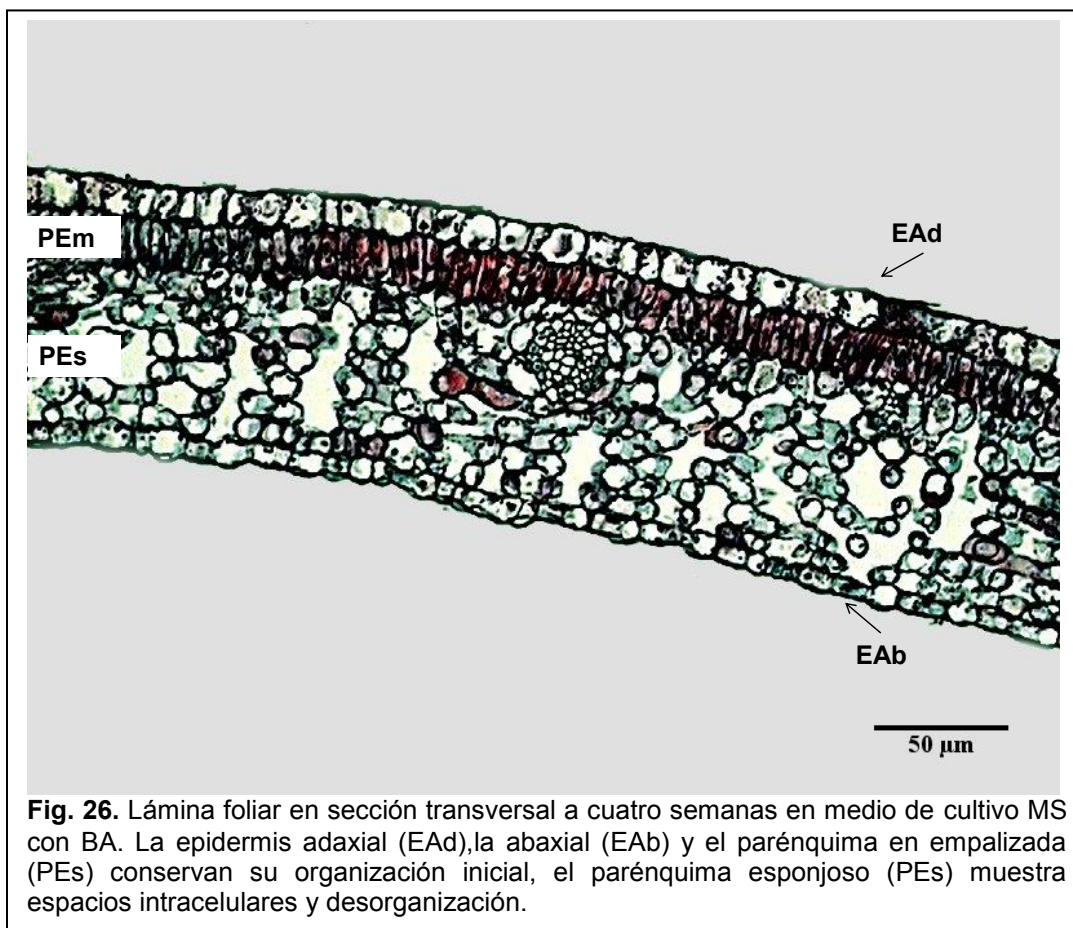 PEm
EAd
PEs
EAb
50 µm
Fig. 26. Lámina foliar en sección transversal a cuatro semanas en medio de cultivo MS
con BA. La epidermis adaxial (EAd),la abaxial (EAb) y el parénquima en empalizada
(PEs) conservan su organización inicial, el parénquima esponjoso (PEs) muestra
espacios intracelulares y desorganización.